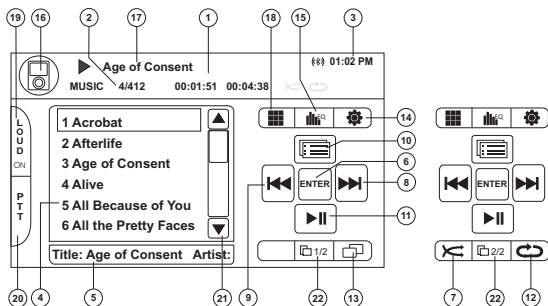 19 16 2 17 1 3 18 15
Age of Consent
01:02 PM
MUSIC 4/412 00:01:51 00:04:38
LOUD
ON
PTT
1 Acrobat
2 Afterlife
3 Age of Consent
4 Alive
5 All Because of You
6 All the Pretty Faces
Title: Age of Consent Artist:
EQ
14
10
6
ENTER
9 8
11
1/2
EQ
ENTER
2/2
20 4 5 21 9 22 13 7 22 12